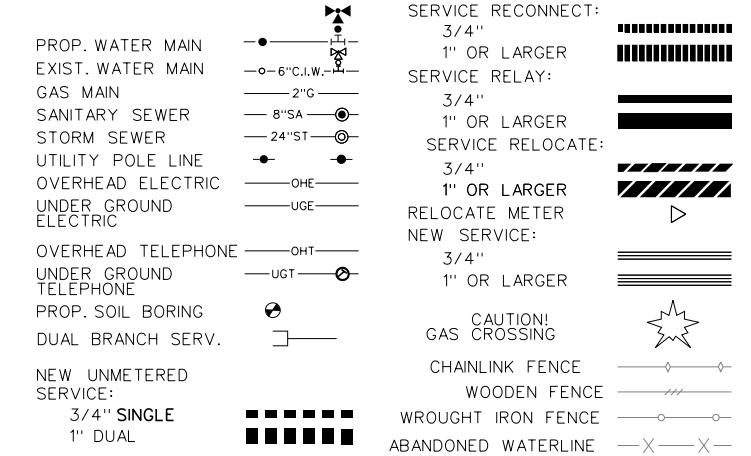 PROP. WATER MAIN
EXIST. WATER MAIN 6"C.I.W.
GAS MAIN 2"G
SANITARY SEWER 8"SA
STORM SEWER 24"ST
UTILITY POLE LINE
OVERHEAD ELECTRIC OHE
UNDER GROUND UGE
ELECTRIC
OVERHEAD TELEPHONE OHT
UNDER GROUND UGT
TELEPHONE
PROP. SOIL BORING
DUAL BRANCH SERV.
NEW UNMETERED
SERVICE:
3/4" SINGLE
1" DUAL
SERVICE RECONNECT:
3/4"
1" OR LARGER
SERVICE RELAY:
3/4"
1" OR LARGER
SERVICE RELOCATE:
3/4"
1" OR LARGER
RELOCATE METER
NEW SERVICE:
3/4"
1" OR LARGER
CAUTION!
GAS CROSSING
CHAINLINK FENCE
WOODEN FENCE
WROUGHT IRON FENCE
ABANDONED WATERLINE